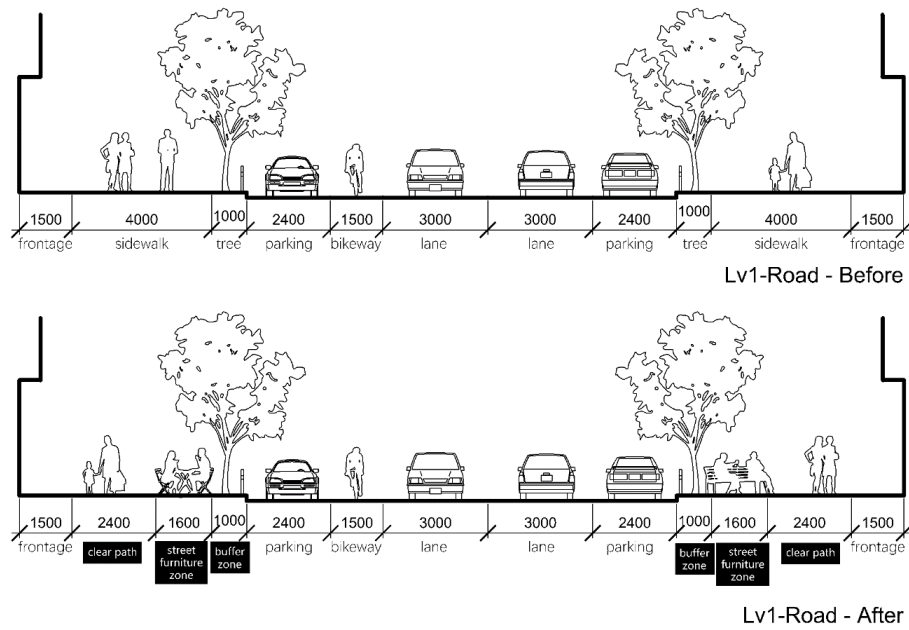 1500 4000 1000 2400 1500 3000 3000 2400 1000 4000 1500
frontage sidewalk tree parking bikeway lane lane parking tree sidewalk frontage
Lv1-Road - Before
1500 2400 1600 1000 2400 1500 3000 3000 2400 1000 1600 2400 1500
frontage clear path street furniture zone buffer zone parking bikeway lane lane parking buffer zone street furniture zone clear path frontage
Lv1-Road - After